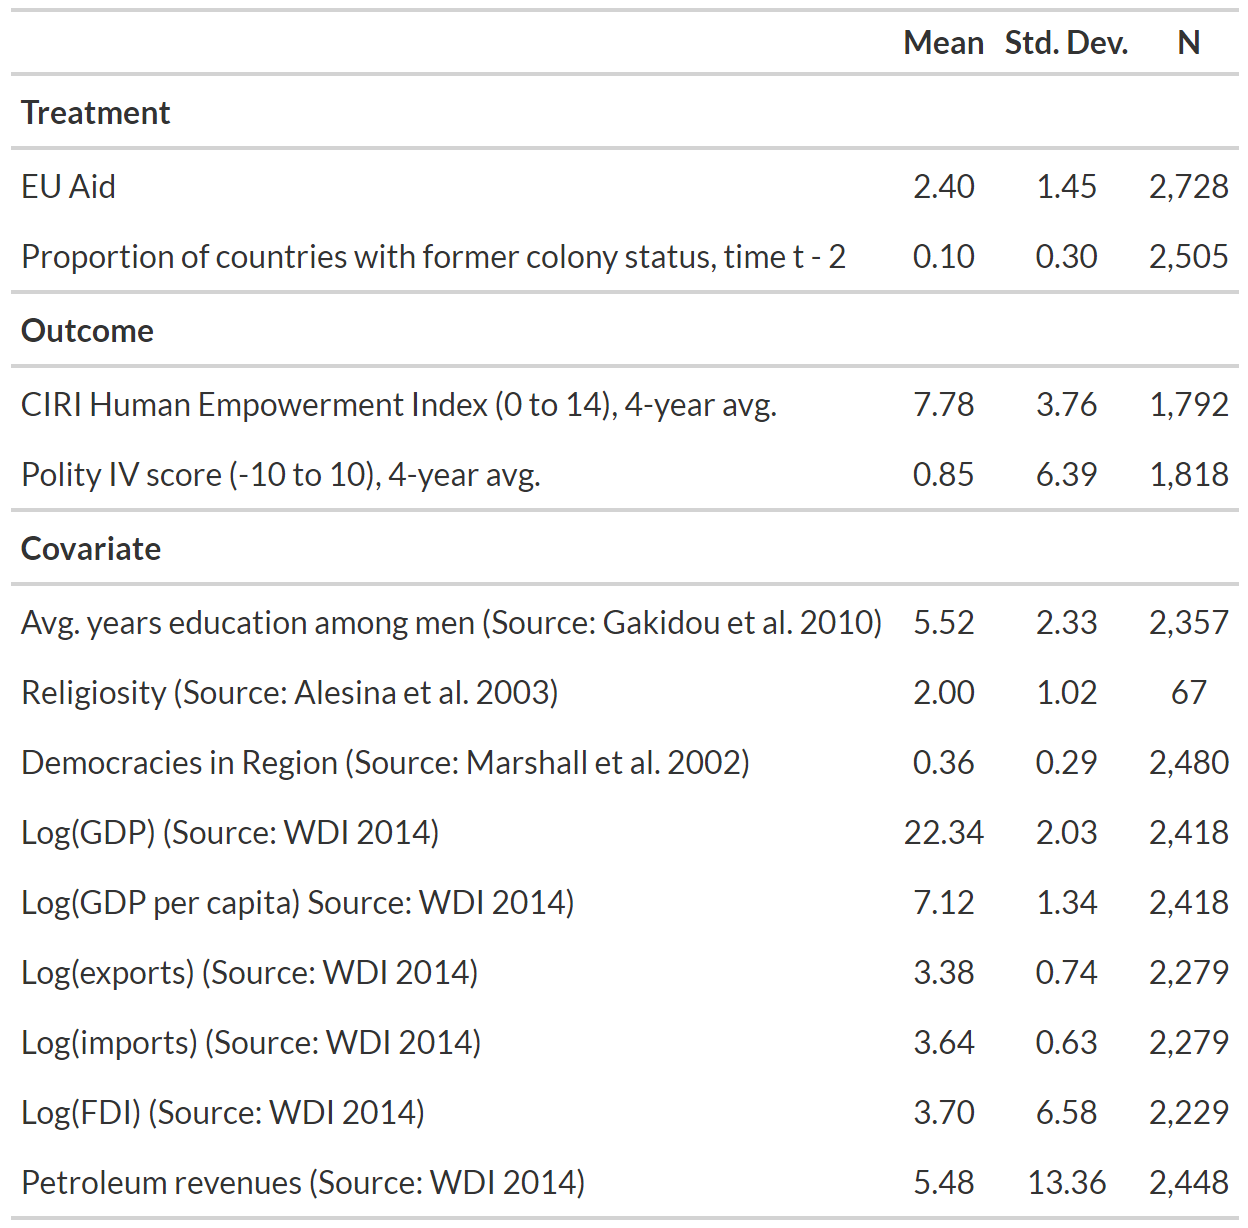 Mean Std. Dev. N
Treatment
EU Aid 2.40 1.45 2,728
Proportion of countries with former colony status, time t - 2 0.10 0.30 2,505
Outcome
CIRI Human Empowerment Index (0 to 14), 4-year avg. 7.78 3.76 1,792
Polity IV score (-10 to 10), 4-year avg. 0.85 6.39 1,818
Covariate
Avg. years education among men (Source: Gakidou et al. 2010) 5.52 2.33 2,357
Religiosity (Source: Alesina et al. 2003) 2.00 1.02 67
Democracies in Region (Source: Marshall et al. 2002) 0.36 0.29 2,480
Log(GDP) (Source: WDI 2014) 22.34 2.03 2,418
Log(GDP per capita) Source: WDI 2014) 7.12 1.34 2,418
Log(exports) (Source: WDI 2014) 3.38 0.74 2,279
Log(imports) (Source: WDI 2014) 3.64 0.63 2,279
Log(FDI) (Source: WDI 2014) 3.70 6.58 2,229
Petroleum revenues (Source: WDI 2014) 5.48 13.36 2,448